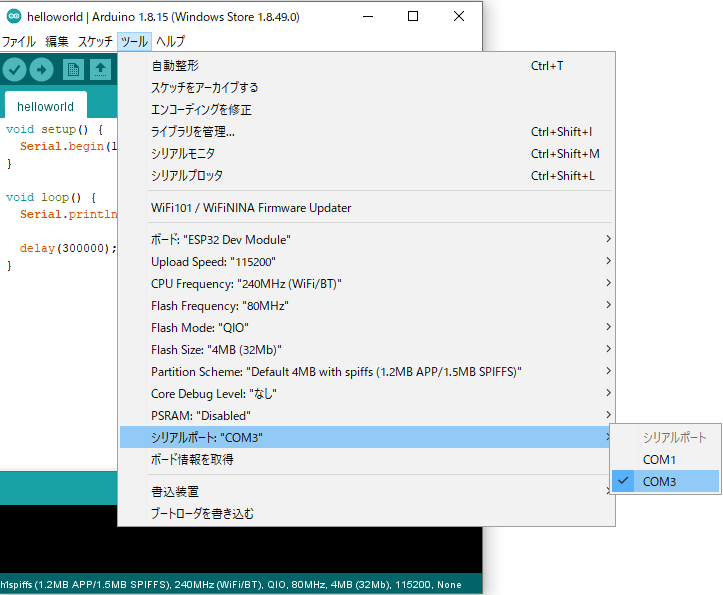 helloworld | Arduino 1.8.15 (Windows Store 1.8.49.0)
ファイル 編集 スケッチ ツール ヘルプ
helloworld
void setup() {
Serial.begin(
}
void loop() {
Serial.println
delay(300000);
}
自動整形 Ctrl+T
スケッチをアーカイブする
エンコーディングを修正
ライブラリを管理... Ctrl+Shift+I
シリアルモニタ Ctrl+Shift+M
シリアルプロッタ Ctrl+Shift+L
WiFi101 / WiFiNINA Firmware Updater
ボード: "ESP32 Dev Module"
Upload Speed: "115200"
CPU Frequency: "240MHz (WiFi/BT)"
Flash Frequency: "80MHz"
Flash Mode: "QIO"
Flash Size: "4MB (32Mb)"
Partition Scheme: "Default 4MB with spiffs (1.2MB APP/1.5MB SPIFFS)"
Core Debug Level: "なし"
PSRAM: "Disabled"
シリアルポート: "COM3"
ボード情報を取得
書込装置
ブートローダを書き込む
シリアルポート
COM1
COM3
spiffs (1.2MB APP/1.5MB SPIFFS), 240MHz (WiFi/BT), QIO, 80MHz, 4MB (32Mb), 115200, None